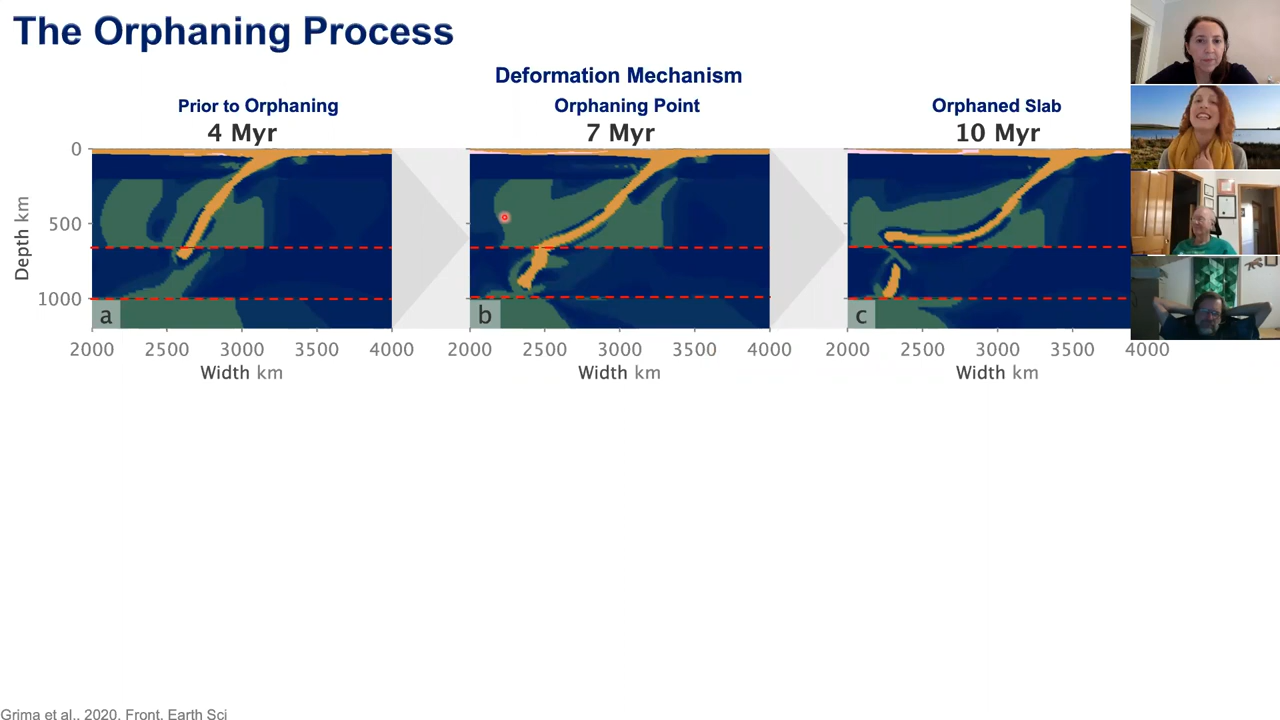 The Orphaning Process
Deformation Mechanism
Prior to Orphaning
Orphaning Point
Orphaned Slab
4 Myr
7 Myr
10 Myr
Depth km
0
500
1000
a
b
c
2000 2500 3000 3500 4000
2000 2500 3000 3500 4000
2000 2500 3000 3500 4000
Width km
Width km
Width km
Grima et al., 2020, Front. Earth Sci